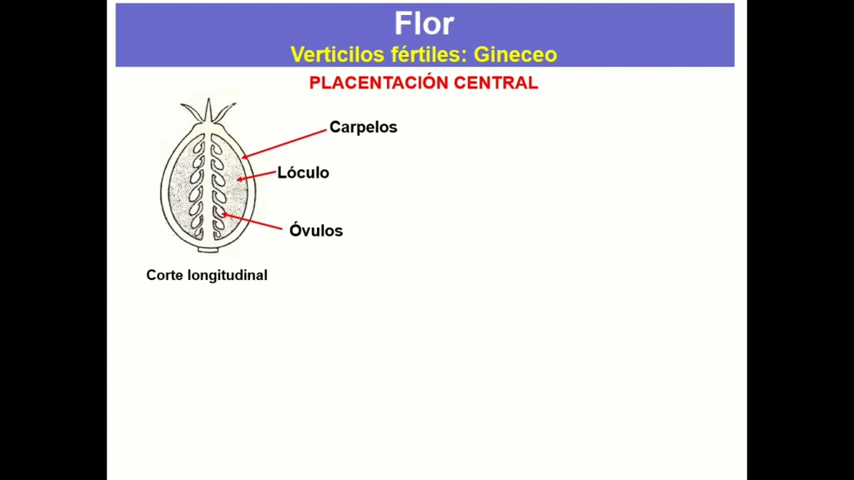 Flor
Verticilos fértiles: Gineceo
PLACENTACIÓN CENTRAL
Carpelos
Lóculo
Óvulos
Corte longitudinal